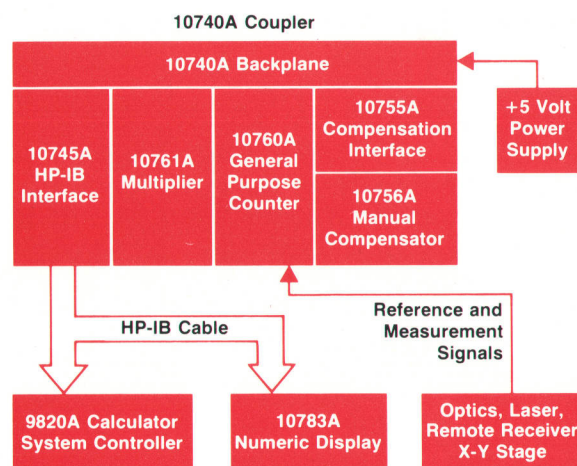 10740A Coupler
10740A Backplane
10745A
HP-IB
Interface
10761A
Multiplier
10760A
General
Purpose
Counter
10755A
Compensation
Interface
10756A
Manual
Compensator
+5 Volt
Power
Supply
Reference and
Measurement
Signals
HP-IB Cable
9820A Calculator
System Controller
10783A
Numeric Display
Optics, Laser,
Remote Receiver
X-Y Stage